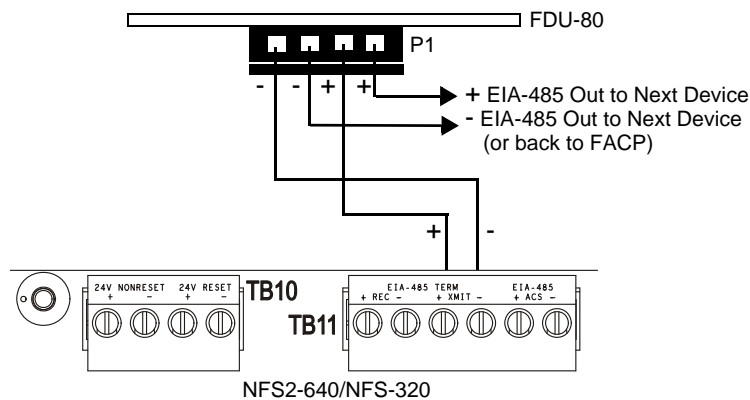 FDU-80
P1
- - + +
+ EIA-485 Out to Next Device
- EIA-485 Out to Next Device
(or back to FACP)
+ -
24V NONRESET 24V RESET
+ - + -
TB10
EIA-485 TERM EIA-485
+ REC - + XMIT - + ACS -
TB11
NFS2-640/NFS-320